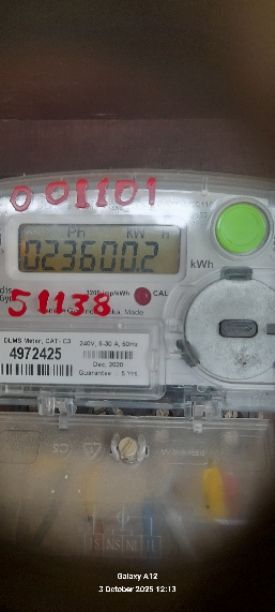 001101
Ph kW h
023600.2
kWh
CAL
51138
DLMS Meter, CAT- C3
240V, 5-30 A, 50Hz
4972425
Dec, 2020
Guarantee : 5 Yrs.
Galaxy A12
3 October 2025 12:13